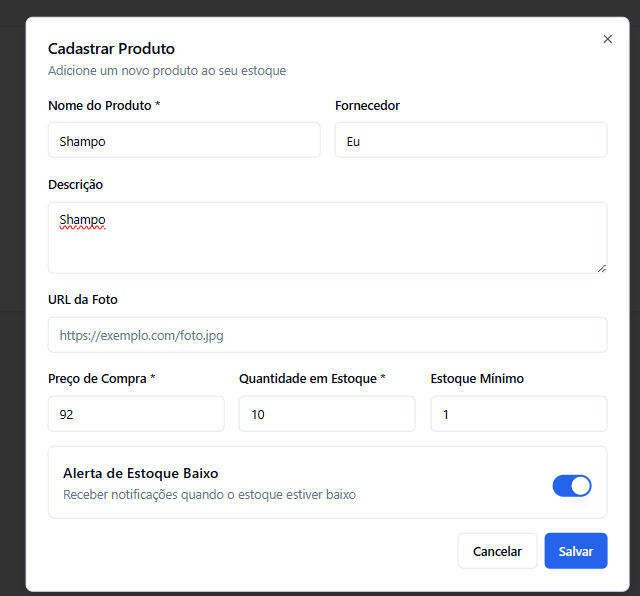 Cadastrar Produto
Adicione um novo produto ao seu estoque
Nome do Produto *
Fornecedor
Shampo
Eu
Descrição
Shampo
URL da Foto
https://exemplo.com/foto.jpg
Preço de Compra *
Quantidade em Estoque *
Estoque Mínimo
92
10
1
Alerta de Estoque Baixo
Receber notificações quando o estoque estiver baixo
Cancelar
Salvar